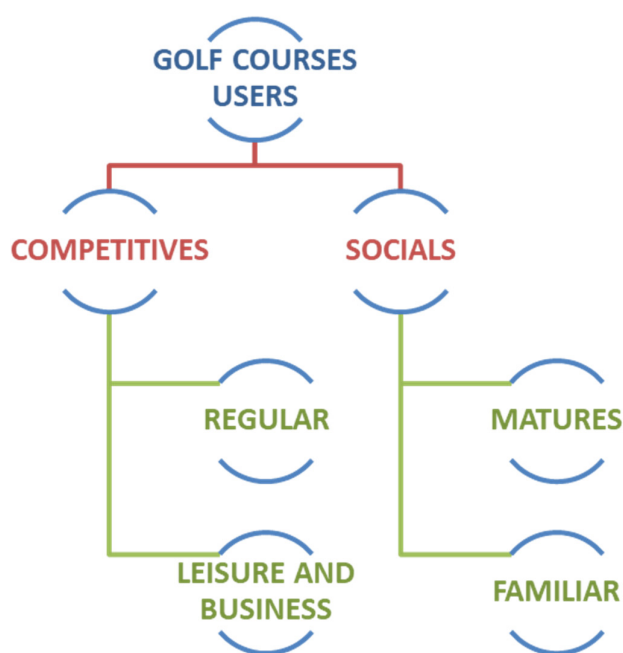 GOLF COURSES
USERS
COMPETITIVES
SOCIALS
REGULAR
MATURES
LEISURE AND
BUSINESS
FAMILIAR